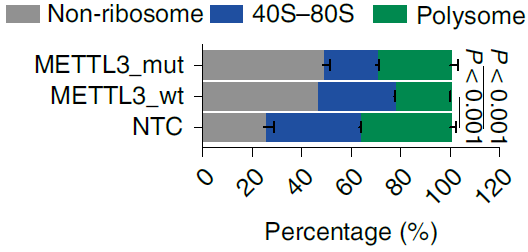 Non-ribosome 40S–80S Polysome
METTL3_mut
METTL3_wt
NTC
P < 0.001
P < 0.001
0 20 40 60 80 100 120
Percentage (%)